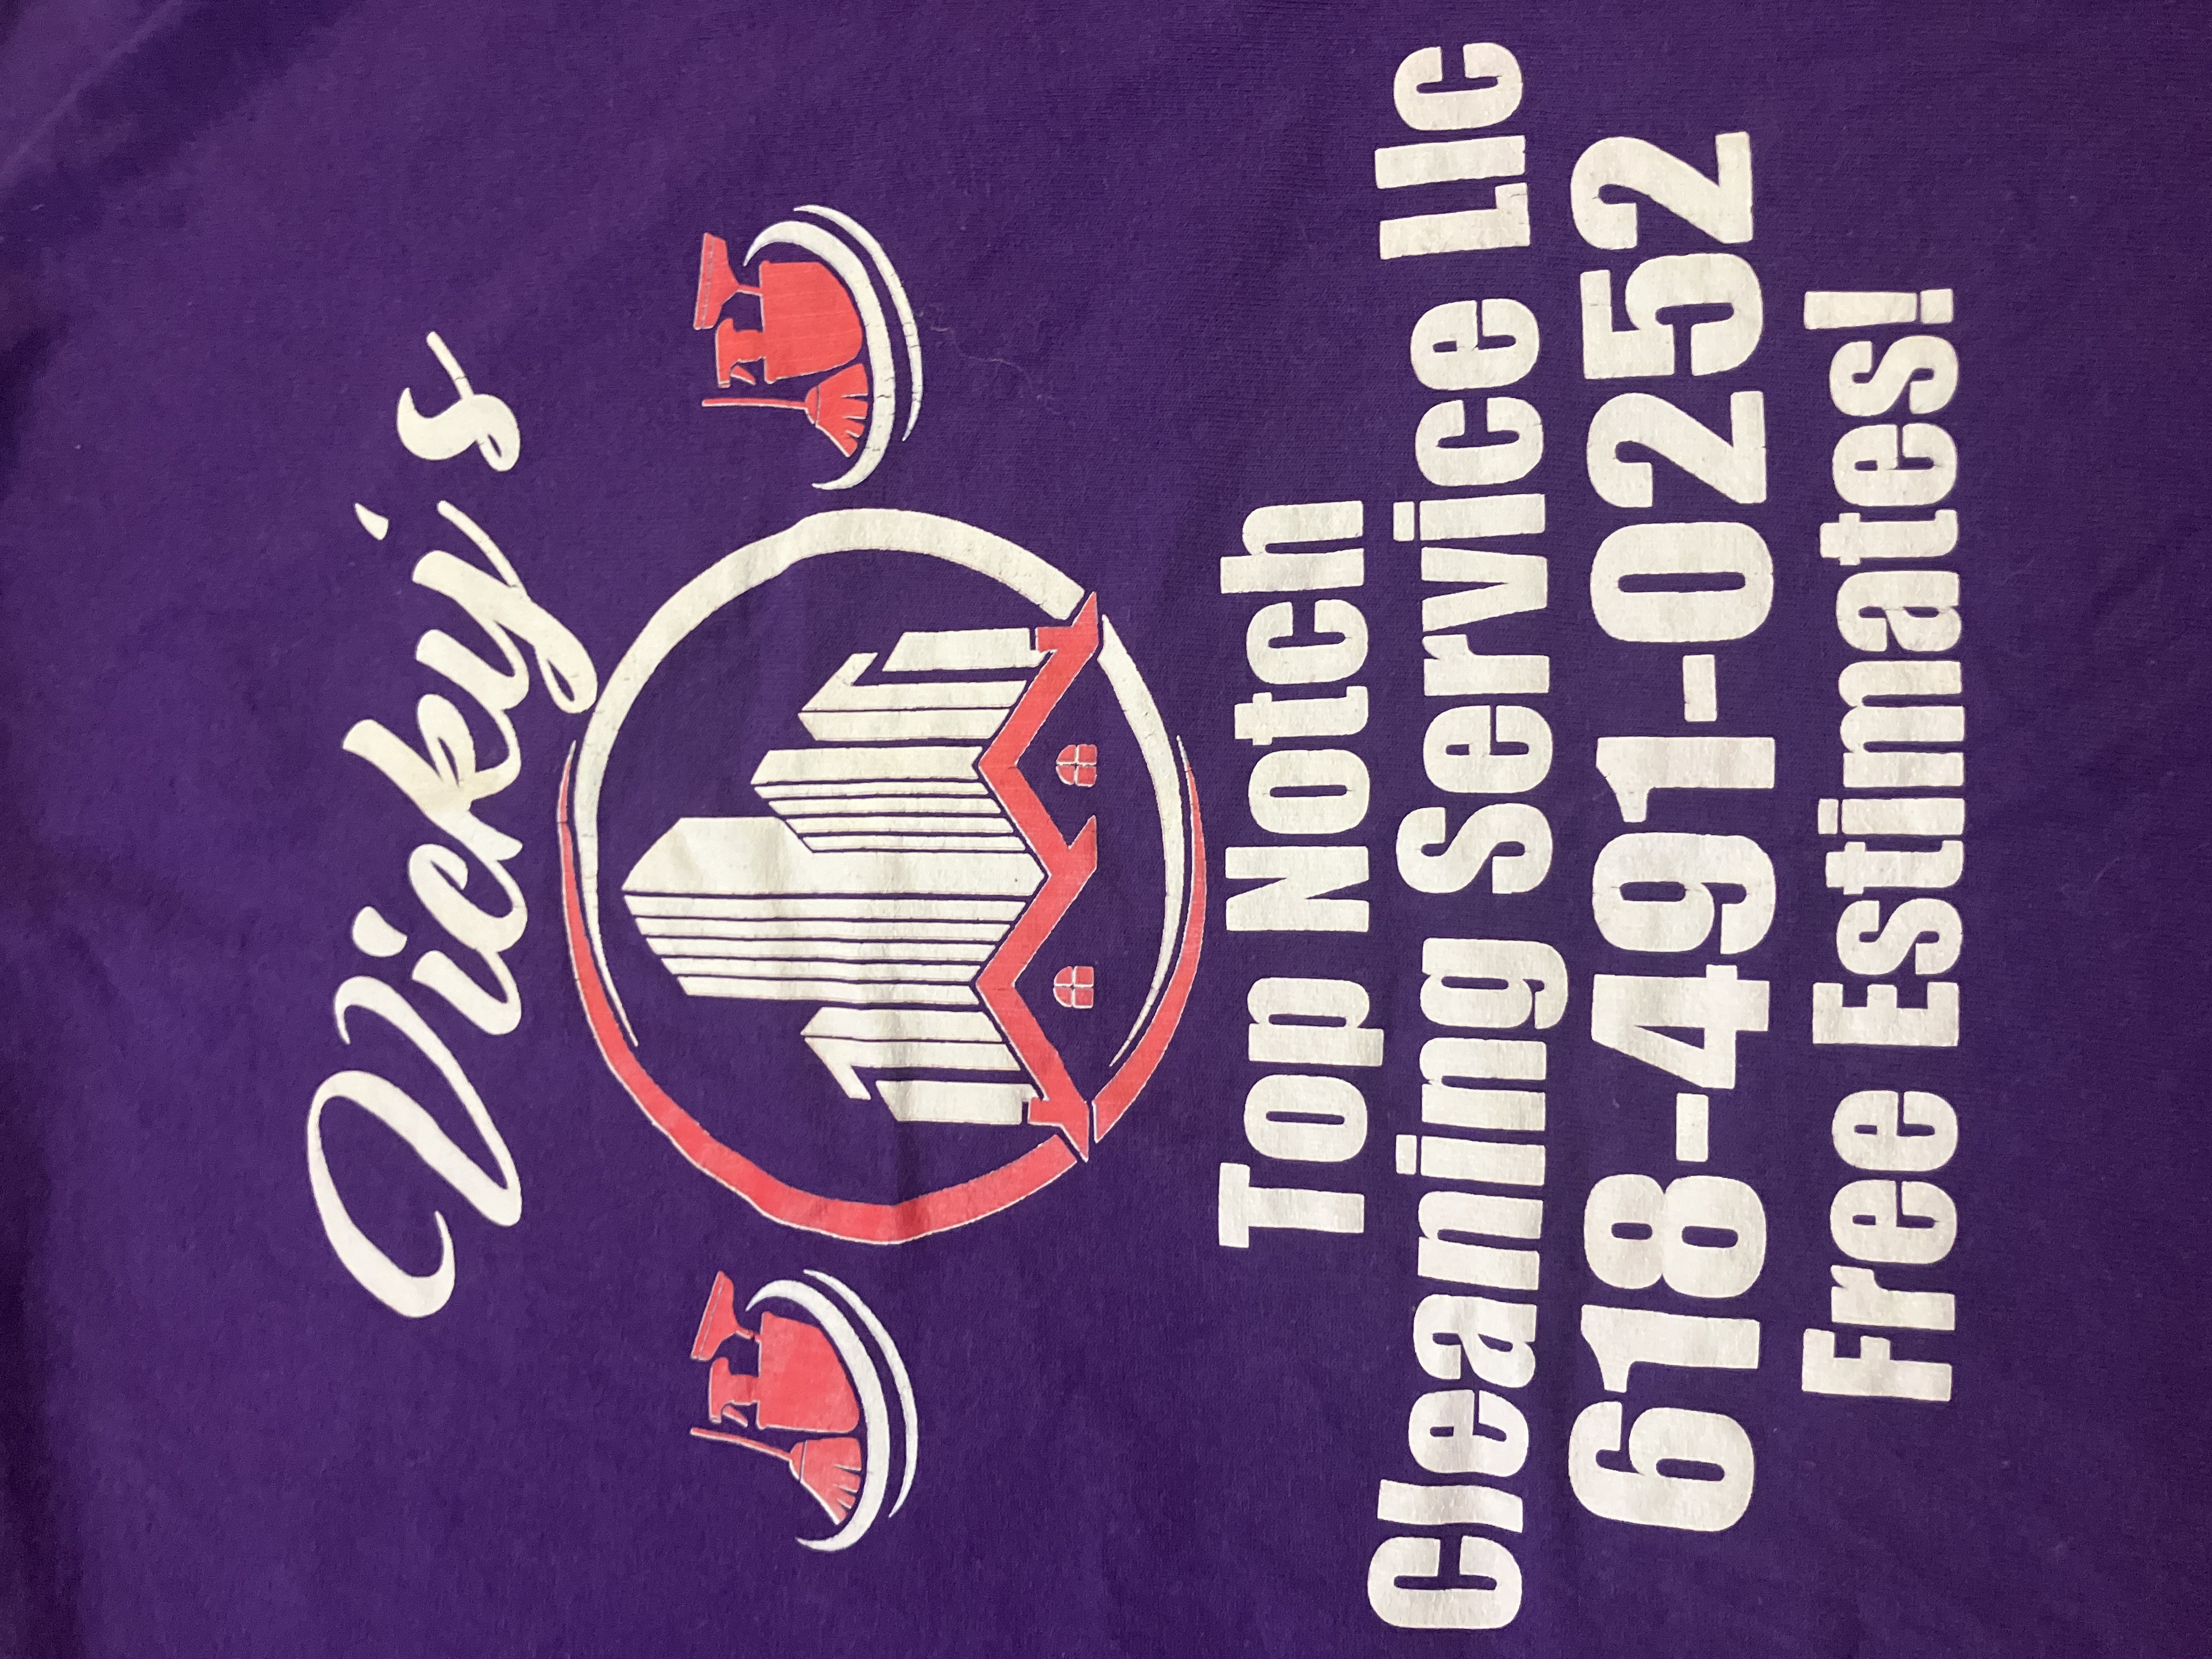 Vicky's
Top Notch
Cleaning Service Llc
618-491-0252
Free Estimates!